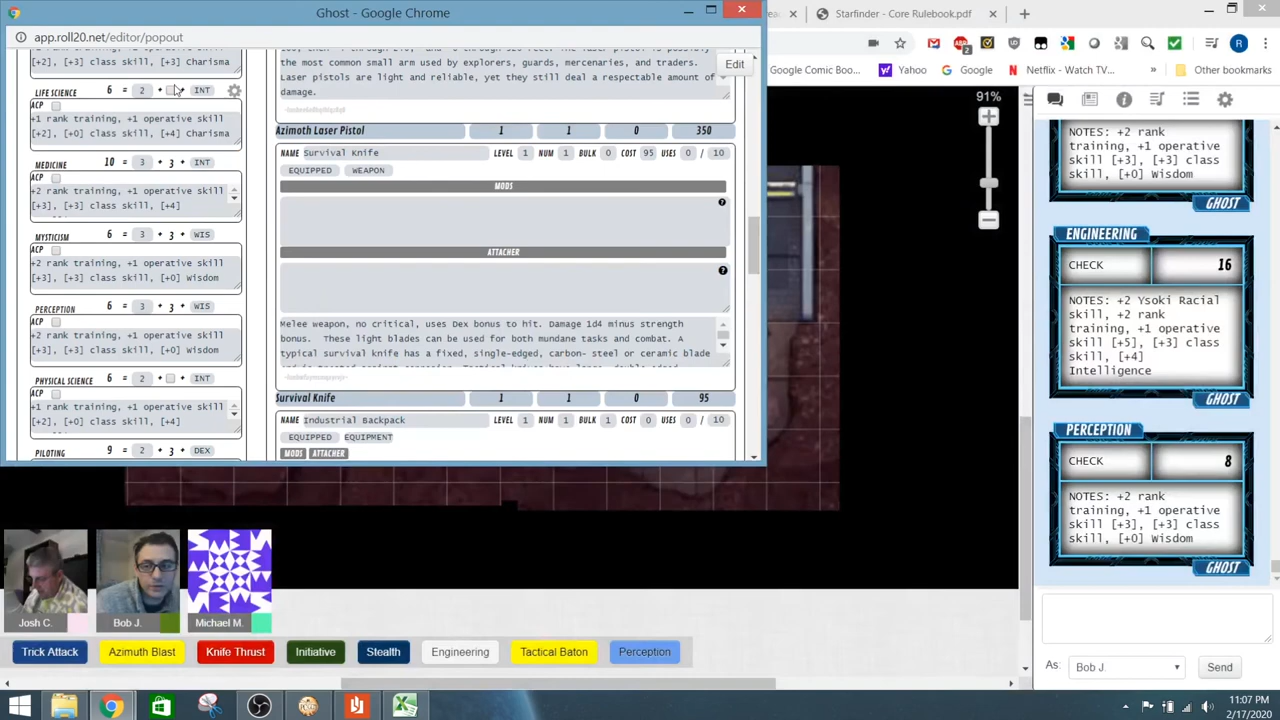 Ghost - Google Chrome
app.roll20.net/editor/popout
Starfinder - Core Rulebook.pdf
Google Comic Boo...
Yahoo
Google
Netflix - Watch TV...
Other bookmarks
[+2], [+3] class skill, [+3] Charisma
LIFE SCIENCE 6 = 2 + + INT
ACP
+1 rank training, +1 operative skill
[+2], [+0] class skill, [+4] Charisma
MEDICINE 10 = 3 + 3 + INT
ACP
+2 rank training, +1 operative skill
[+3], [+3] class skill, [+4]
MYSTICISM 6 = 3 + 3 + WIS
ACP
+2 rank training, +1 operative skill
[+3], [+3] class skill, [+0] Wisdom
PERCEPTION 6 = 3 + 3 + WIS
ACP
+2 rank training, +1 operative skill
[+3], [+3] class skill, [+0] Wisdom
PHYSICAL SCIENCE 6 = 2 + + INT
ACP
+1 rank training, +1 operative skill
[+2], [+0] class skill, [+4]
PILOTING 9 = 2 + 3 + DEX
Edit
the most common small arm used by explorers, guards, mercenaries, and traders.
Laser pistols are light and reliable, yet they still deal a respectable amount of
damage.
Azimoth Laser Pistol 1 1 0 350
NAME Survival Knife LEVEL 1 NUM 1 BULK 0 COST 95 USES 0 / 10
EQUIPPED WEAPON
MODS
ATTACHER
Melee weapon, no critical, uses Dex bonus to hit. Damage 1d4 minus strength
bonus. These light blades can be used for both mundane tasks and combat. A
typical survival knife has a fixed, single-edged, carbon- steel or ceramic blade
Survival Knife 1 1 0 95
NAME Industrial Backpack LEVEL 1 NUM 1 BULK 1 COST 0 USES 0 / 10
EQUIPPED EQUIPMENT
MODS ATTACHER
91%
NOTES: +2 rank
training, +1 operative
skill [+3], [+3] class
skill, [+0] Wisdom
GHOST
ENGINEERING
CHECK 16
NOTES: +2 Ysoki Racial
skill, +2 rank
training, +1 operative
skill [+5], [+3] class
skill, [+4]
Intelligence
GHOST
PERCEPTION
CHECK 8
NOTES: +2 rank
training, +1 operative
skill [+3], [+3] class
skill, [+0] Wisdom
GHOST
Josh C.
Bob J.
Michael M.
Trick Attack
Azimuth Blast
Knife Thrust
Initiative
Stealth
Engineering
Tactical Baton
Perception
As: Bob J.
Send
11:07 PM
2/17/2020